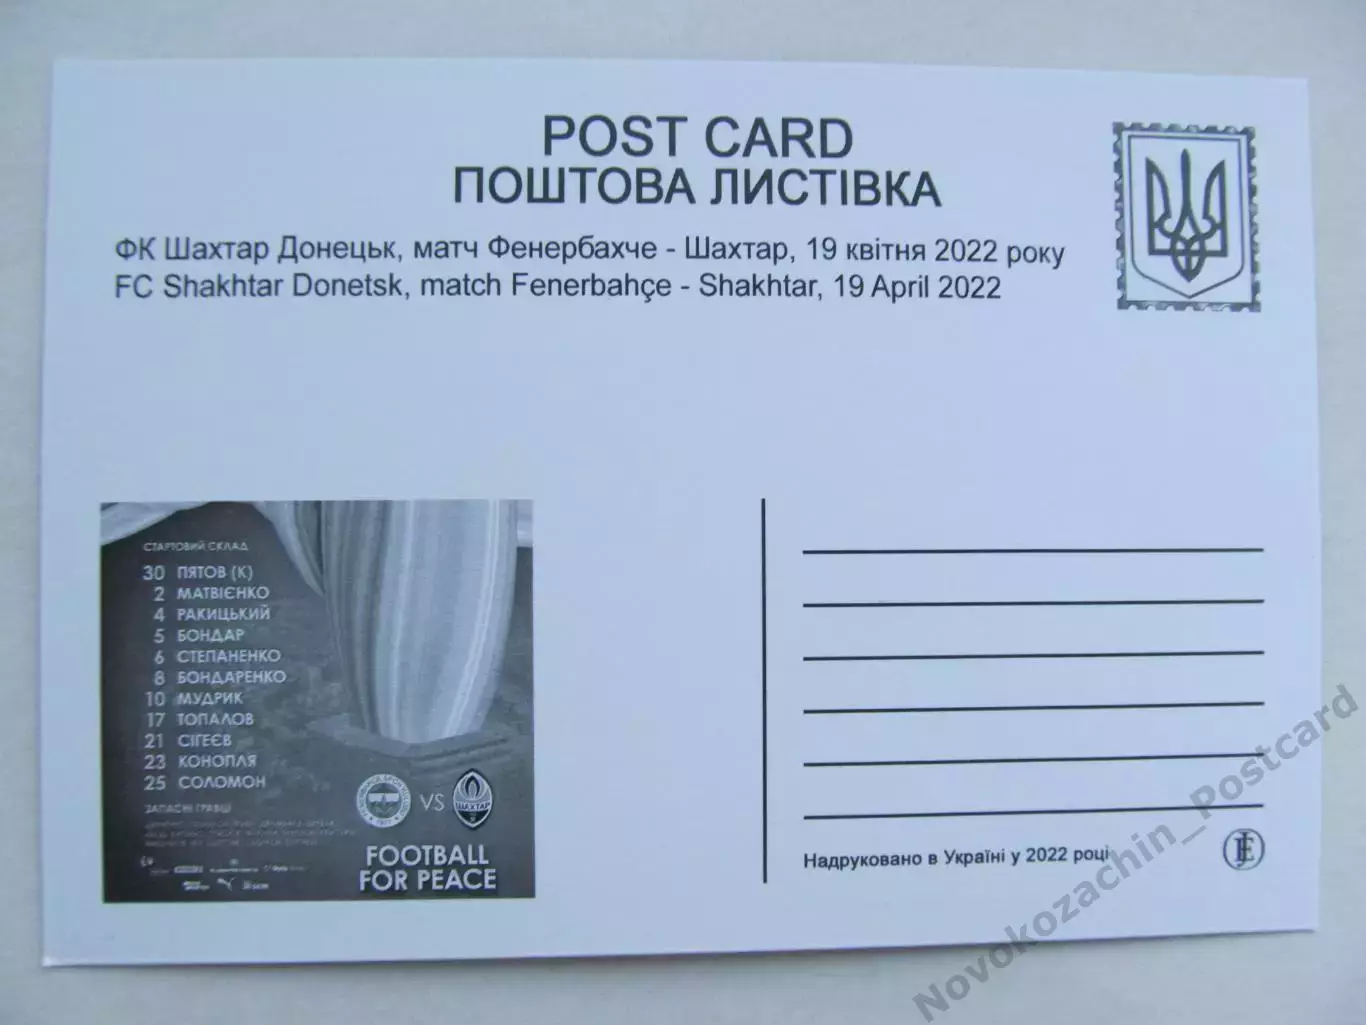 POST CARD
ПОШТОВА ЛИСТІВКА
ФК Шахтар Донецьк, матч Фенербахче - Шахтар, 19 квітня 2022 року
FC Shakhtar Donetsk, match Fenerbahçe - Shakhtar, 19 April 2022
СТАРТОВИЙ СКЛАД
30 ПЯТОВ (К)
2 МАТВІЄНКО
4 РАКИЦЬКИЙ
5 БОНДАР
6 СТЕПАНЕНКО
8 БОНДАРЕНКО
10 МУДРИК
17 ТОПАЛОВ
21 СІГЕЄВ
23 КОНОПЛЯ
25 СОЛОМОН
ЗАПАСНІ ГРАВЦІ
VS
ШАХТАР
FOOTBALL
FOR PEACE
Надруковано в Україні у 2022 році
Novokozachin_Postcard